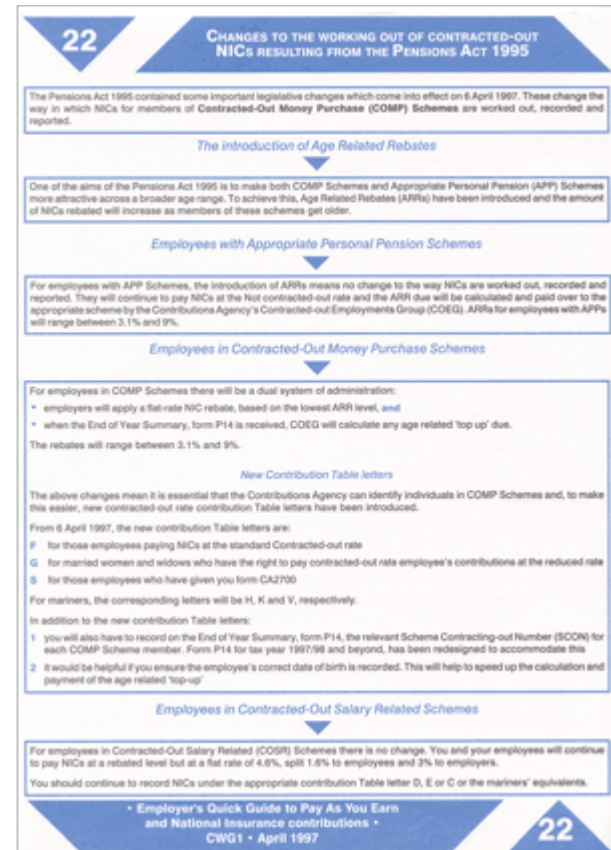 22
CHANGES TO THE WORKING OUT OF CONTRACTED-OUT
NICS RESULTING FROM THE PENSIONS ACT 1995
The Pensions Act 1995 contained some important legislative changes which come into effect on 6 April 1997. These change the
way in which NICs for members of Contracted-Out Money Purchase (COMP) Schemes are worked out, recorded and
reported.
The introduction of Age Related Rebates
One of the aims of the Pensions Act 1995 is to make both COMP Schemes and Appropriate Personal Pension (APP) Schemes
more attractive across a broader age range. To achieve this, Age Related Rebates (ARRs) have been introduced and the amount
of NICs rebated will increase as members of these schemes get older.
Employees with Appropriate Personal Pension Schemes
For employees with APP Schemes, the introduction of ARRs means no change to the way NICs are worked out, recorded and
reported. They will continue to pay NICs at the Not contracted-out rate and the ARR due will be calculated and paid over to the
appropriate scheme by the Contributions Agency's Contracted-out Employments Group (COEG). ARRs for employees with APPs
will range between 3.1% and 9%.
Employees in Contracted-Out Money Purchase Schemes
For employees in COMP Schemes there will be a dual system of administration:
* employers will apply a flat-rate NIC rebate, based on the lowest ARR level, and
* when the End of Year Summary, form P14 is received, COEG will calculate any age related 'top up' due.
The rebates will range between 3.1% and 9%.
New Contribution Table letters
The above changes mean it is essential that the Contributions Agency can identify individuals in COMP Schemes and, to make
this easier, new contracted-out rate contribution Table letters have been introduced.
From 6 April 1997, the new contribution Table letters are:
F for those employees paying NICs at the standard Contracted-out rate
G for married women and widows who have the right to pay contracted-out rate employee's contributions at the reduced rate
S for those employees who have given you form CA2700
For mariners, the corresponding letters will be H, K and V, respectively.
In addition to the new contribution Table letters:
1 you will also have to record on the End of Year Summary, form P14, the relevant Scheme Contracting-out Number (SCON) for
each COMP Scheme member. Form P14 for tax year 1997/98 and beyond, has been redesigned to accommodate this
2 it would be helpful if you ensure the employee's correct date of birth is recorded. This will help to speed up the calculation and
payment of the age related 'top-up'
Employees in Contracted-Out Salary Related Schemes
For employees in Contracted-Out Salary Related (COSR) Schemes there is no change. You and your employees will continue
to pay NICs at a rebated level but at a flat rate of 4.6%, split 1.6% to employees and 3% to employers.
You should continue to record NICs under the appropriate contribution Table letter D, E or C or the mariners' equivalents.
• Employer's Quick Guide to Pay As You Earn
and National Insurance contributions •
CWG1 • April 1997
22